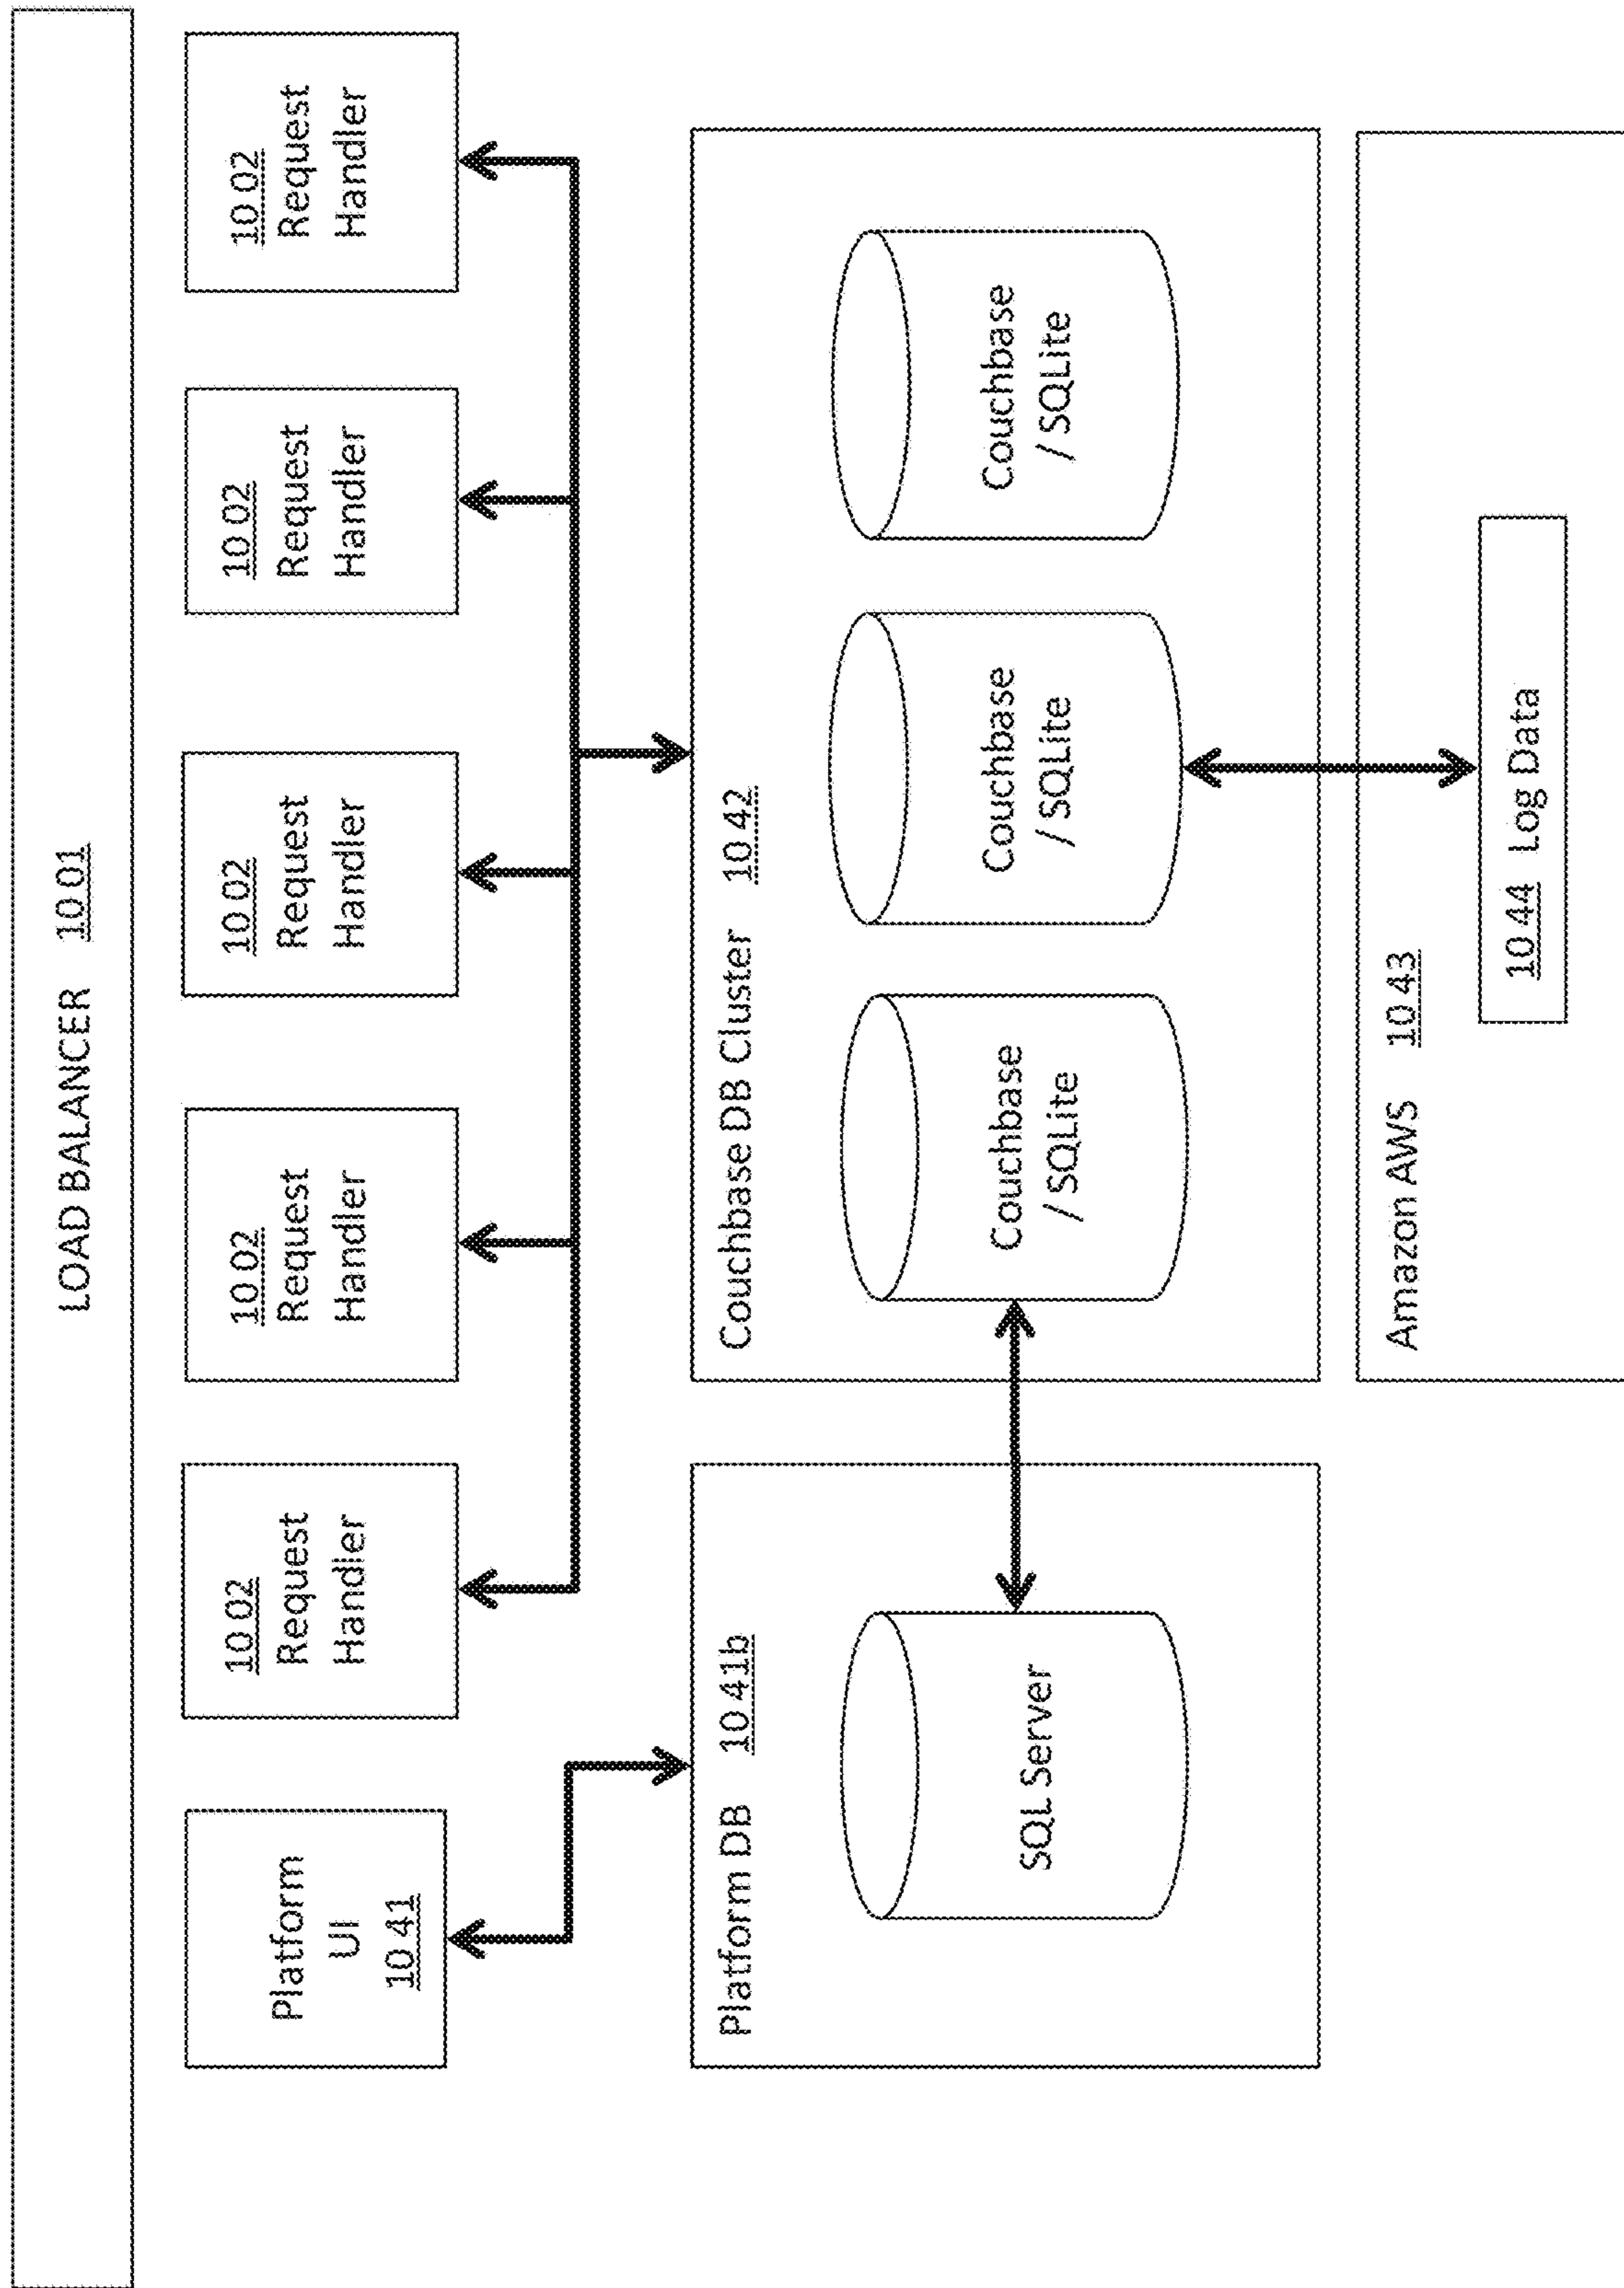 LOAD BALANCER 10 01
Platform
UI
10 41
10 02
Request
Handler
10 02
Request
Handler
10 02
Request
Handler
10 02
Request
Handler
10 02
Request
Handler
Platform DB 10 41b
SQL Server
Couchbase DB Cluster 10 42
Couchbase
/ SQLite
Couchbase
/ SQLite
Couchbase
/ SQLite
Amazon AWS 10 43
10 44 Log Data